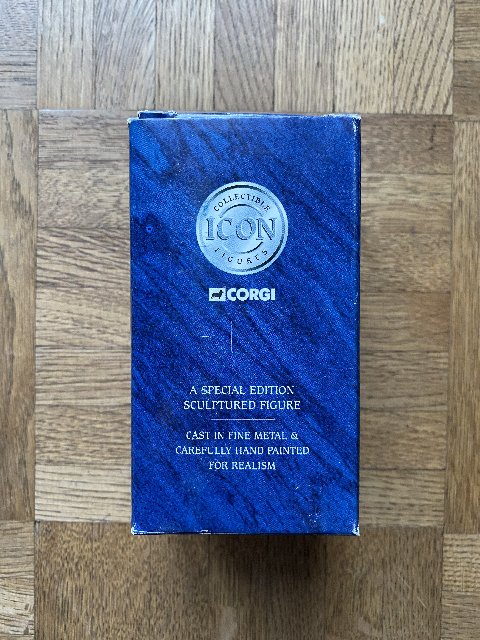 COLLECTIBLE
ICON
FIGURES
CORGI
A SPECIAL EDITION
SCULPTURED FIGURE
CAST IN FINE METAL &
CAREFULLY HAND PAINTED
FOR REALISM